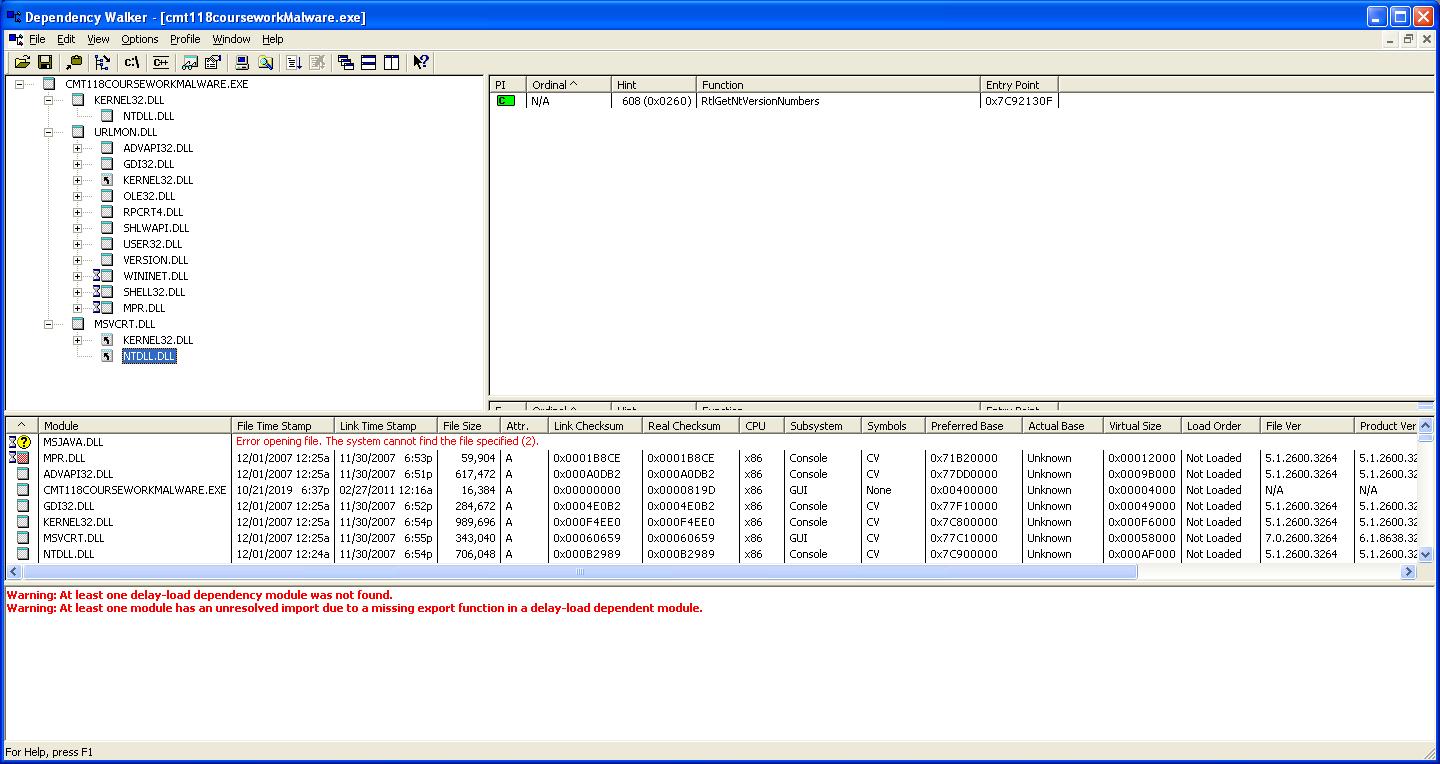 Dependency Walker - [cmt118courseworkMalware.exe]
File Edit View Options Profile Window Help
C:\ C++
CMT118COURSEWORKMALWARE.EXE
KERNEL32.DLL
NTDLL.DLL
URLMON.DLL
ADVAPI32.DLL
GDI32.DLL
KERNEL32.DLL
OLE32.DLL
RPCRT4.DLL
SHLWAPI.DLL
USER32.DLL
VERSION.DLL
WININET.DLL
SHELL32.DLL
MPR.DLL
MSVCRT.DLL
KERNEL32.DLL
NTDLL.DLL
PI Ordinal ^ Hint Function Entry Point
C N/A 608 (0x0260) RtlGetNtVersionNumbers 0x7C92130F
E Ordinal ^ Hint Function Entry Point
^ Module File Time Stamp Link Time Stamp File Size Attr. Link Checksum Real Checksum CPU Subsystem Symbols Preferred Base Actual Base Virtual Size Load Order File Ver Product Ver
? MSJAVA.DLL Error opening file. The system cannot find the file specified (2).
MPR.DLL 12/01/2007 12:25a 11/30/2007 6:53p 59,904 A 0x0001B8CE 0x0001B8CE x86 Console CV 0x71B20000 Unknown 0x00012000 Not Loaded 5.1.2600.3264 5.1.2600.32
ADVAPI32.DLL 12/01/2007 12:25a 11/30/2007 6:51p 617,472 A 0x000A0DB2 0x000A0DB2 x86 Console CV 0x77DD0000 Unknown 0x0009B000 Not Loaded 5.1.2600.3264 5.1.2600.32
CMT118COURSEWORKMALWARE.EXE 10/21/2019 6:37p 02/27/2011 12:16a 16,384 A 0x00000000 0x0000819D x86 GUI None 0x00400000 Unknown 0x00004000 Not Loaded N/A N/A
GDI32.DLL 12/01/2007 12:25a 11/30/2007 6:52p 284,672 A 0x0004E0B2 0x0004E0B2 x86 Console CV 0x77F10000 Unknown 0x00049000 Not Loaded 5.1.2600.3264 5.1.2600.32
KERNEL32.DLL 12/01/2007 12:25a 11/30/2007 6:54p 989,696 A 0x000F4EE0 0x000F4EE0 x86 Console CV 0x7C800000 Unknown 0x000F6000 Not Loaded 5.1.2600.3264 5.1.2600.32
MSVCRT.DLL 12/01/2007 12:25a 11/30/2007 6:55p 343,040 A 0x00060659 0x00060659 x86 GUI CV 0x77C10000 Unknown 0x00058000 Not Loaded 7.0.2600.3264 6.1.8638.32
NTDLL.DLL 12/01/2007 12:24a 11/30/2007 6:54p 706,048 A 0x000B2989 0x000B2989 x86 Console CV 0x7C900000 Unknown 0x000AF000 Not Loaded 5.1.2600.3264 5.1.2600.32
Warning: At least one delay-load dependency module was not found.
Warning: At least one module has an unresolved import due to a missing export function in a delay-load dependent module.
For Help, press F1